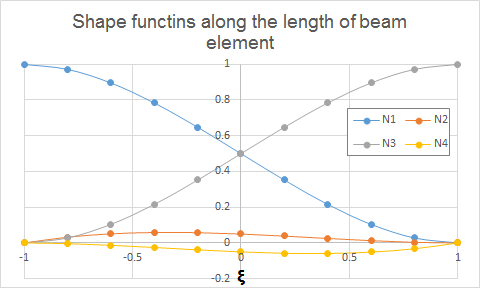 Shape functins along the length of beam
element
1
0.8
0.6
0.4
0.2
0
-0.2
-1
-0.5
0
0.5
1
N1
N2
N3
N4
ξ